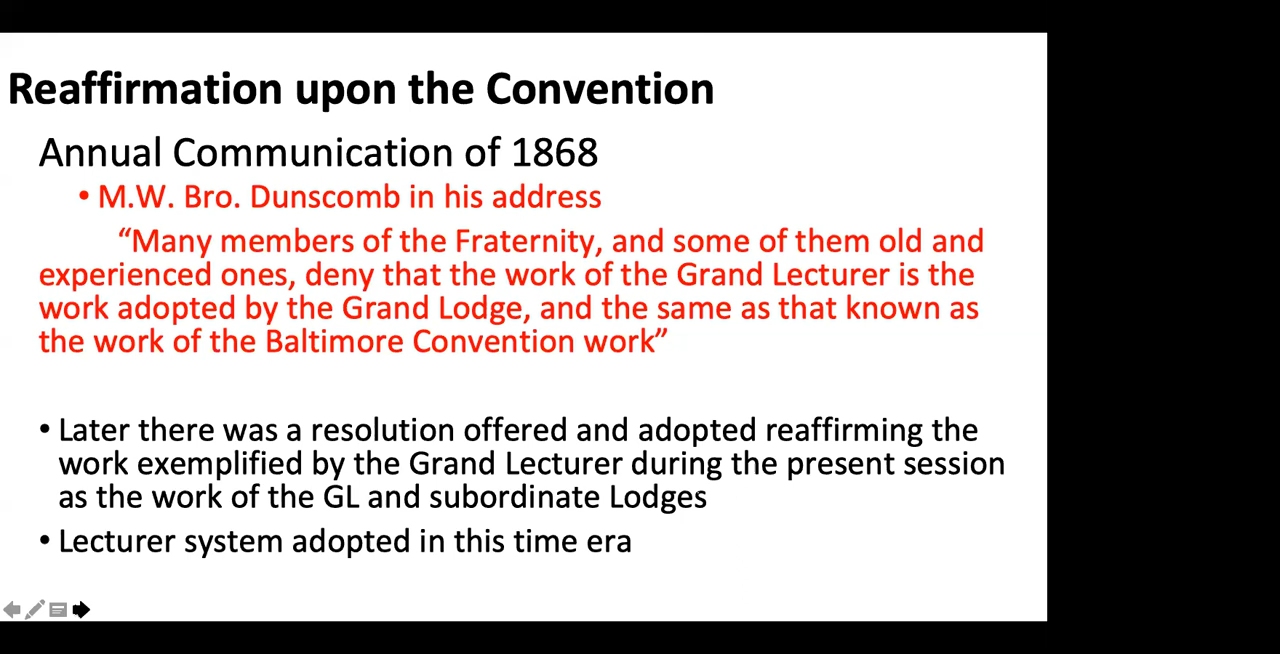 Reaffirmation upon the Convention
Annual Communication of 1868
• M.W. Bro. Dunscomb in his address
“Many members of the Fraternity, and some of them old and
experienced ones, deny that the work of the Grand Lecturer is the
work adopted by the Grand Lodge, and the same as that known as
the work of the Baltimore Convention work”
• Later there was a resolution offered and adopted reaffirming the
work exemplified by the Grand Lecturer during the present session
as the work of the GL and subordinate Lodges
• Lecturer system adopted in this time era